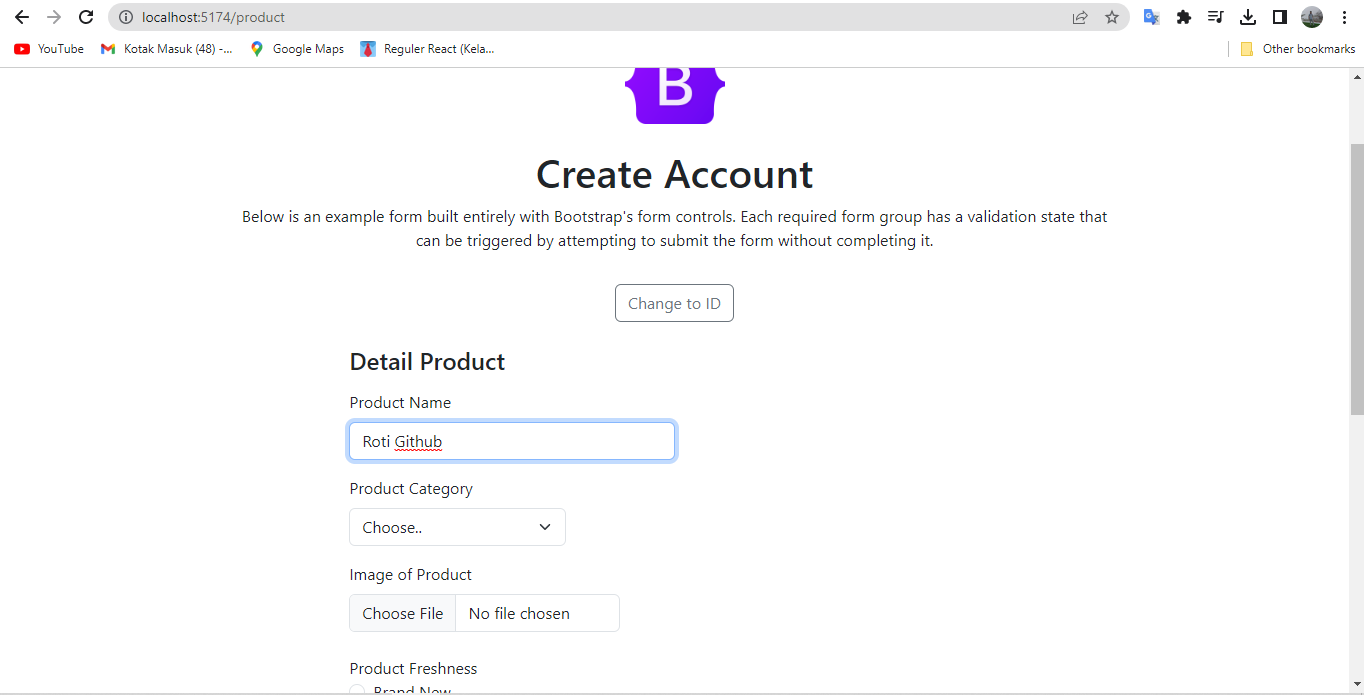 localhost:5174/product
YouTube
Kotak Masuk (48) -...
Google Maps
Reguler React (Kela...
Other bookmarks
B
Create Account
Below is an example form built entirely with Bootstrap's form controls. Each required form group has a validation state that
can be triggered by attempting to submit the form without completing it.
Change to ID
Detail Product
Product Name
Roti Github
Product Category
Choose..
Image of Product
Choose File No file chosen
Product Freshness
Brand New